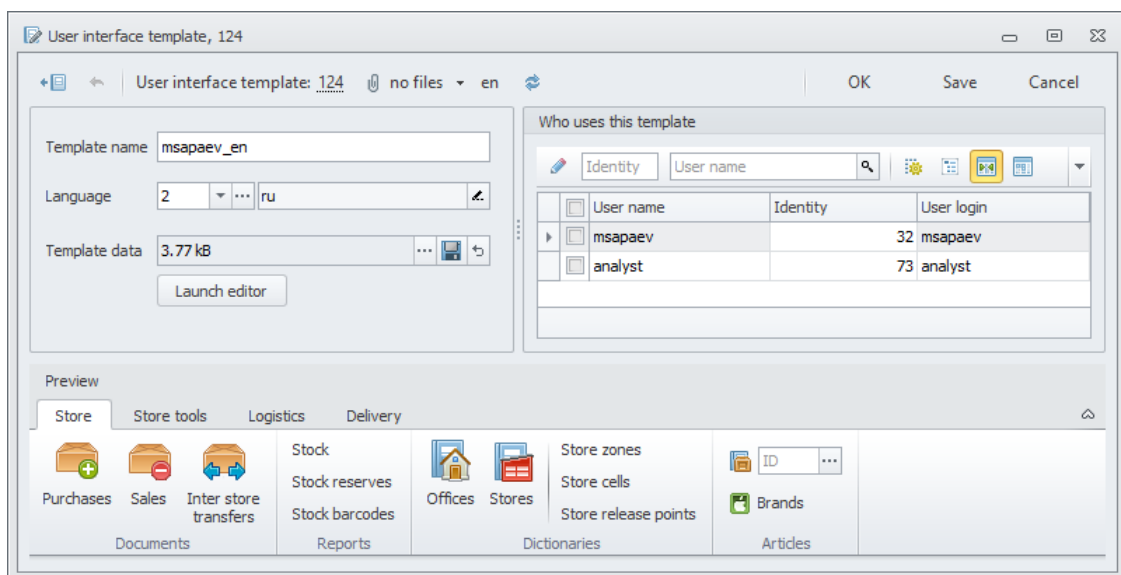 User interface template, 124
User interface template: 124 no files en OK Save Cancel
Template name msapaev_en
Language 2 ru
Template data 3.77 kB
Launch editor
Who uses this template
Identity User name
User name Identity User login
msapaev 32 msapaev
analyst 73 analyst
Preview
Store Store tools Logistics Delivery
Purchases Sales Inter store
transfers
Documents
Stock
Stock reserves
Stock barcodes
Reports
Offices Stores
Store zones
Store cells
Store release points
Dictionaries
ID
Brands
Articles